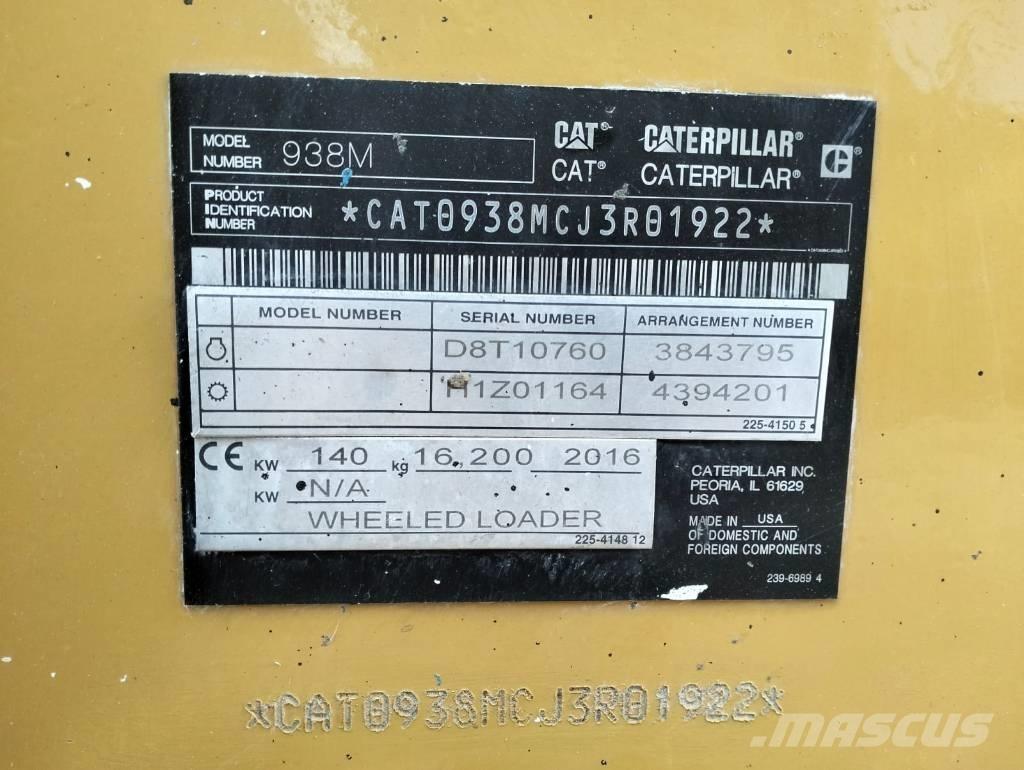 MODEL NUMBER 938M
CAT® CATERPILLAR®
CAT® CATERPILLAR® ®
PRODUCT IDENTIFICATION NUMBER *CAT0938MCJ3R01922*
MODEL NUMBER SERIAL NUMBER ARRANGEMENT NUMBER
D8T10760 3843795
H1Z01164 4394201
225-4150 5
CE KW 140 kg 16,200 2016
KW N/A
WHEELED LOADER
225-4148 12
CATERPILLAR INC.
PEORIA, IL 61629
USA
MADE IN USA
OF DOMESTIC AND
FOREIGN COMPONENTS
239-6989 4
*CAT0938MCJ3R01922*
MASCUS